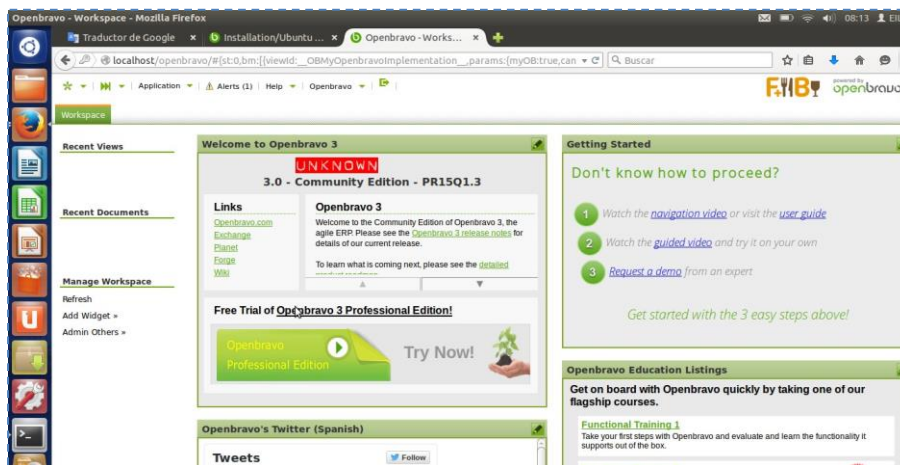 Openbravo - Workspace - Mozilla Firefox
08:13
Traductor de Google
Installation/Ubuntu ...
Openbravo - Works...
localhost/openbravo/#{st:0,bm:[{viewId:__OBMyOpenbravoImplementation__,params:{myOB:true,can
Buscar
Application
Alerts (1)
Help
Openbravo
F&B
powered by
openbravo
Workspace
Recent Views
Recent Documents
Manage Workspace
Refresh
Add Widget »
Admin Others »
Welcome to Openbravo 3
UNKNOWN
3.0 - Community Edition - PR15Q1.3
Links
Openbravo.com
Exchange
Planet
Forge
Wiki
Openbravo 3
Welcome to the Community Edition of Openbravo 3, the
agile ERP. Please see the Openbravo 3 release notes for
details of our current release.
To learn what is coming next, please see the detailed
Free Trial of Openbravo 3 Professional Edition!
Openbravo
Professional Edition
Try Now!
Openbravo's Twitter (Spanish)
Tweets
Follow
Getting Started
Don't know how to proceed?
1 Watch the navigation video or visit the user guide
2 Watch the guided video and try it on your own
3 Request a demo from an expert
Get started with the 3 easy steps above!
Openbravo Education Listings
Get on board with Openbravo quickly by taking one of our
flagship courses.
Functional Training 1
Take your first steps with Openbravo and evaluate and learn the functionality it
supports out of the box.